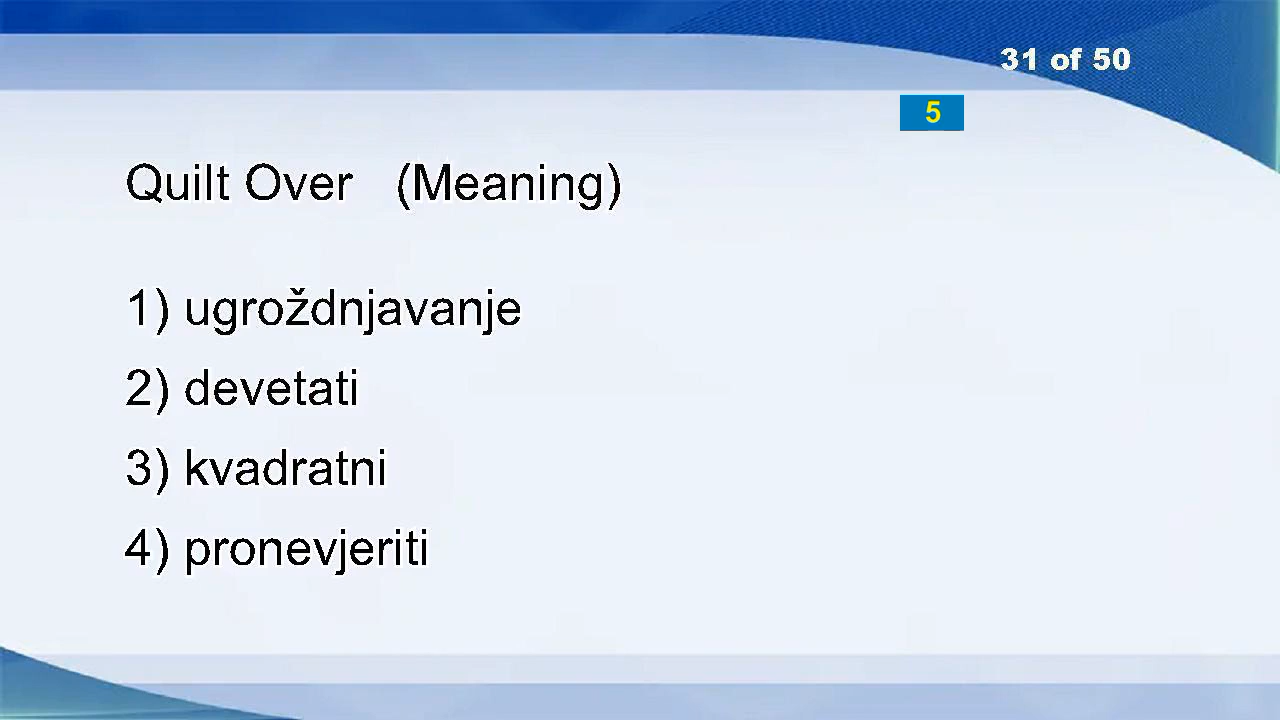 31 of 50
5
Quilt Over (Meaning)
1) ugroždnjavanje
2) devetati
3) kvadratni
4) pronevjeriti